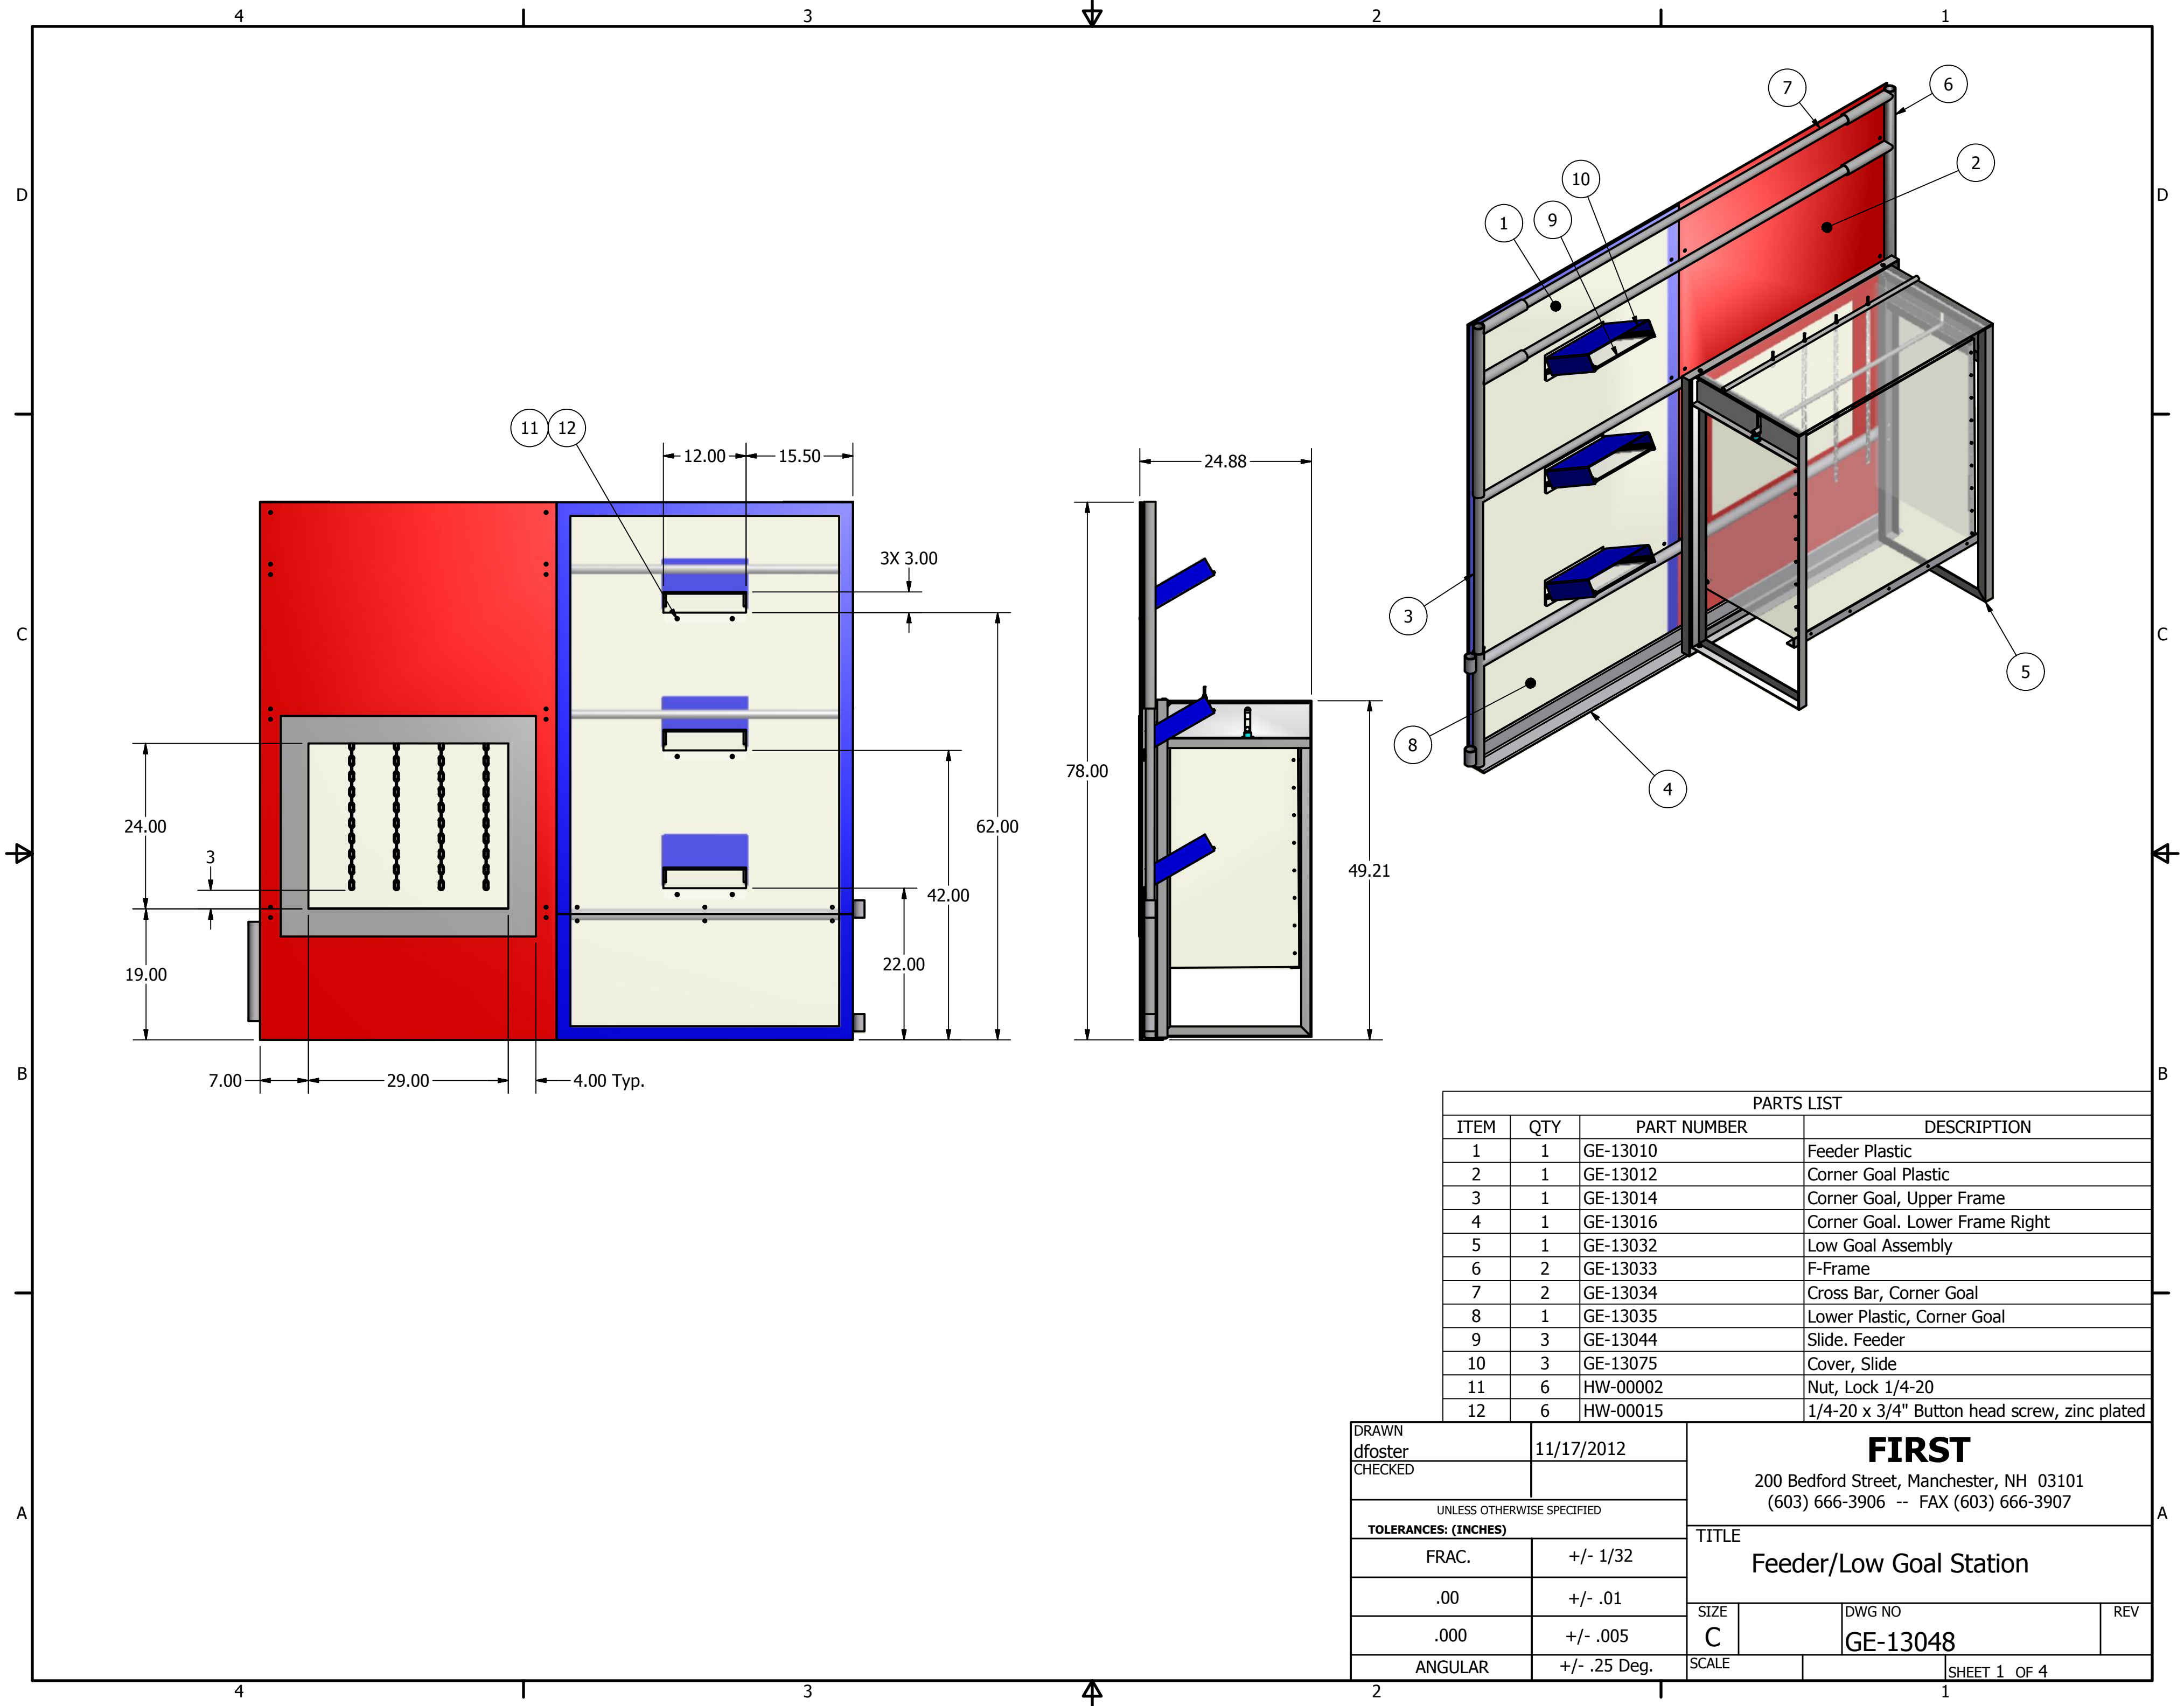 4 3 2 1
D D
C C
B B
A A
4 3 2 1
7
6
2
10
9
1
3
5
8
4
11 12
12.00 15.50
3X 3.00
24.88
78.00
49.21
62.00
42.00
22.00
24.00
3
19.00
7.00 29.00 4.00 Typ.
PARTS LIST
ITEM QTY PART NUMBER DESCRIPTION
1 1 GE-13010 Feeder Plastic
2 1 GE-13012 Corner Goal Plastic
3 1 GE-13014 Corner Goal, Upper Frame
4 1 GE-13016 Corner Goal. Lower Frame Right
5 1 GE-13032 Low Goal Assembly
6 2 GE-13033 F-Frame
7 2 GE-13034 Cross Bar, Corner Goal
8 1 GE-13035 Lower Plastic, Corner Goal
9 3 GE-13044 Slide. Feeder
10 3 GE-13075 Cover, Slide
11 6 HW-00002 Nut, Lock 1/4-20
12 6 HW-00015 1/4-20 x 3/4" Button head screw, zinc plated
DRAWN
dfoster 11/17/2012
CHECKED
UNLESS OTHERWISE SPECIFIED
TOLERANCES: (INCHES)
FRAC. +/- 1/32
.00 +/- .01
.000 +/- .005
ANGULAR +/- .25 Deg.
FIRST
200 Bedford Street, Manchester, NH 03101
(603) 666-3906 -- FAX (603) 666-3907
TITLE
Feeder/Low Goal Station
SIZE DWG NO REV
C GE-13048
SCALE SHEET 1 OF 4